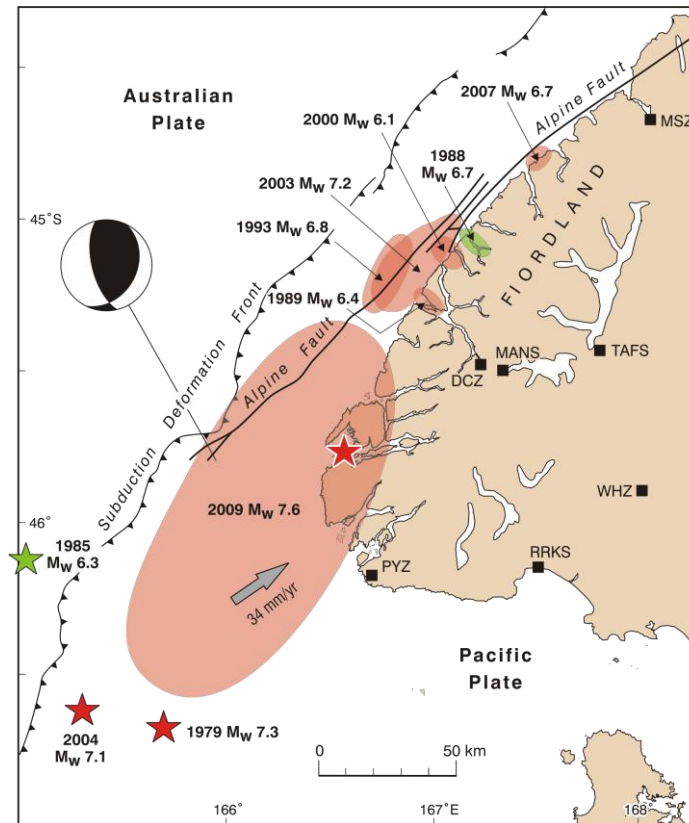 Australian
Plate
2007 Mw 6.7
Alpine Fault
MSZ
2000 Mw 6.1
1988
Mw 6.7
2003 Mw 7.2
45°S
1993 Mw 6.8
FIORDLAND
1989 Mw 6.4
Subduction Deformation Front
Alpine Fault
DCZ
MANS
TAFS
2009 Mw 7.6
WHZ
46°
1985
Mw 6.3
34 mm/yr
PYZ
RRKS
Pacific
Plate
2004
Mw 7.1
1979 Mw 7.3
0
50 km
166°
167°E
168°